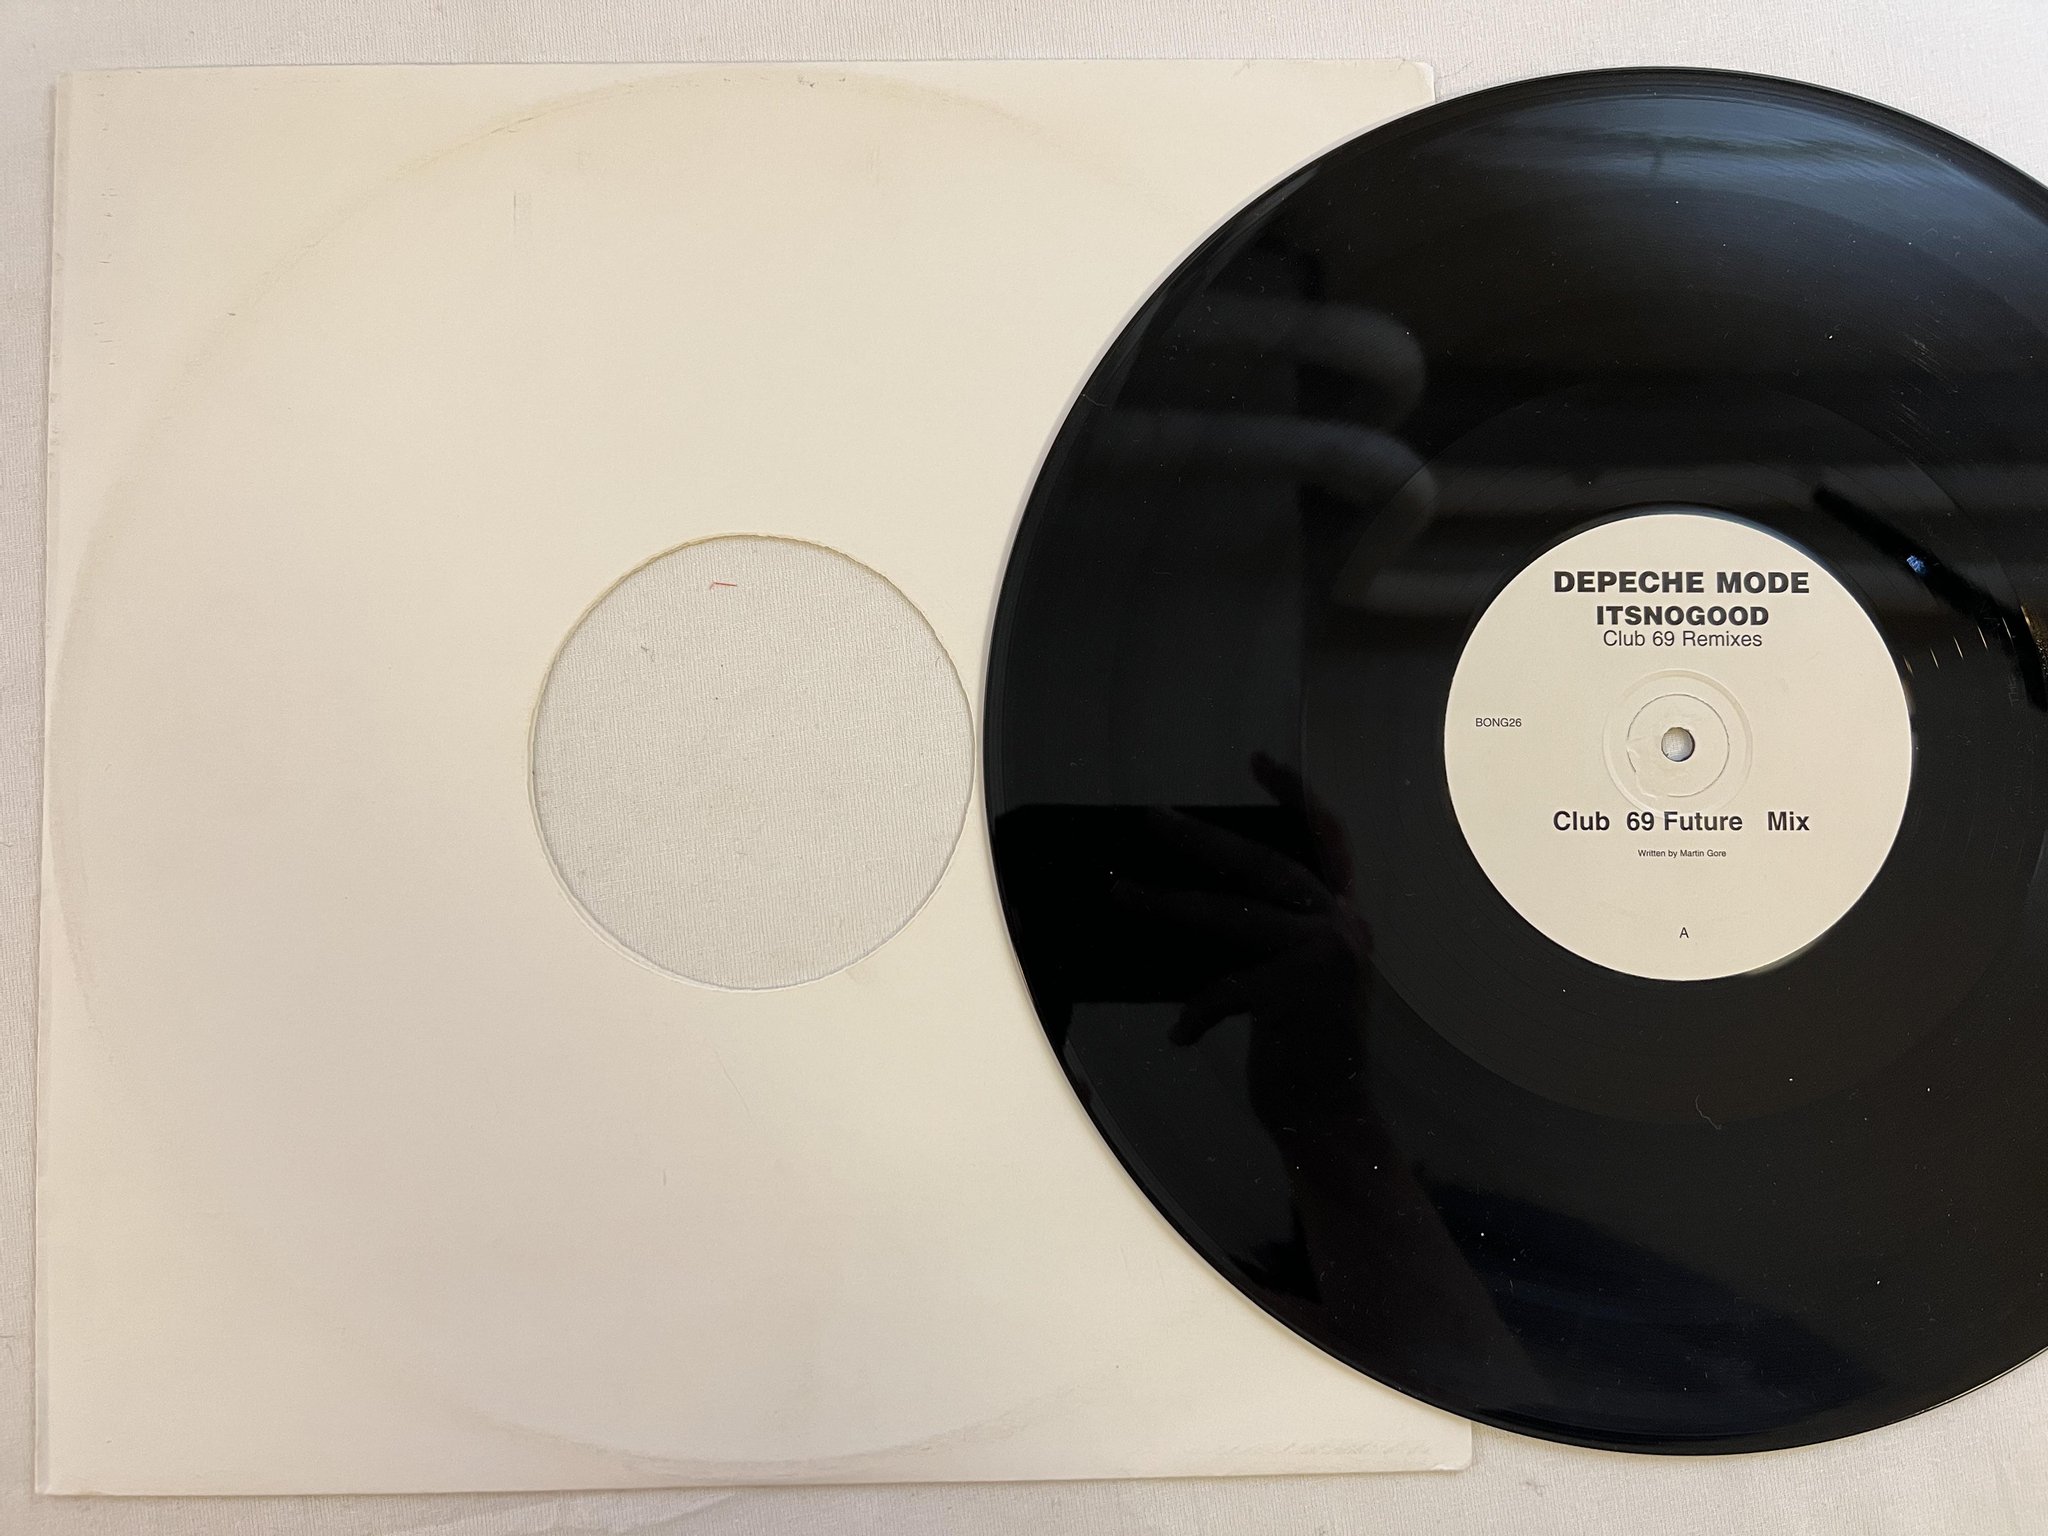 DEPECHE MODE
ITSNOGOOD
Club 69 Remixes
BONG26
Club 69 Future Mix
Written by Martin Gore
A